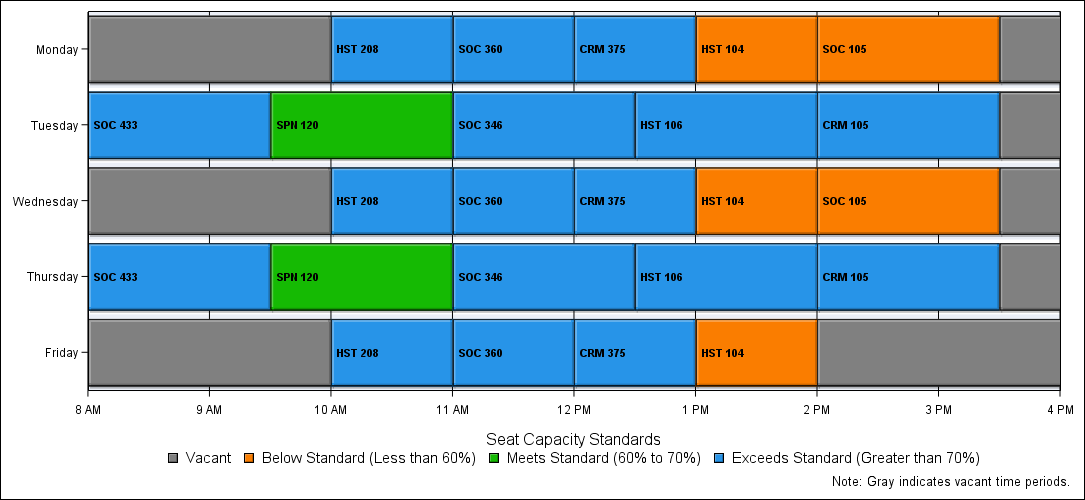 Monday
HST 208
SOC 360
CRM 375
HST 104
SOC 105
Tuesday
SOC 433
SPN 120
SOC 346
HST 106
CRM 105
Wednesday
HST 208
SOC 360
CRM 375
HST 104
SOC 105
Thursday
SOC 433
SPN 120
SOC 346
HST 106
CRM 105
Friday
HST 208
SOC 360
CRM 375
HST 104
8 AM 9 AM 10 AM 11 AM 12 PM 1 PM 2 PM 3 PM 4 PM
Seat Capacity Standards
Vacant Below Standard (Less than 60%) Meets Standard (60% to 70%) Exceeds Standard (Greater than 70%)
Note: Gray indicates vacant time periods.